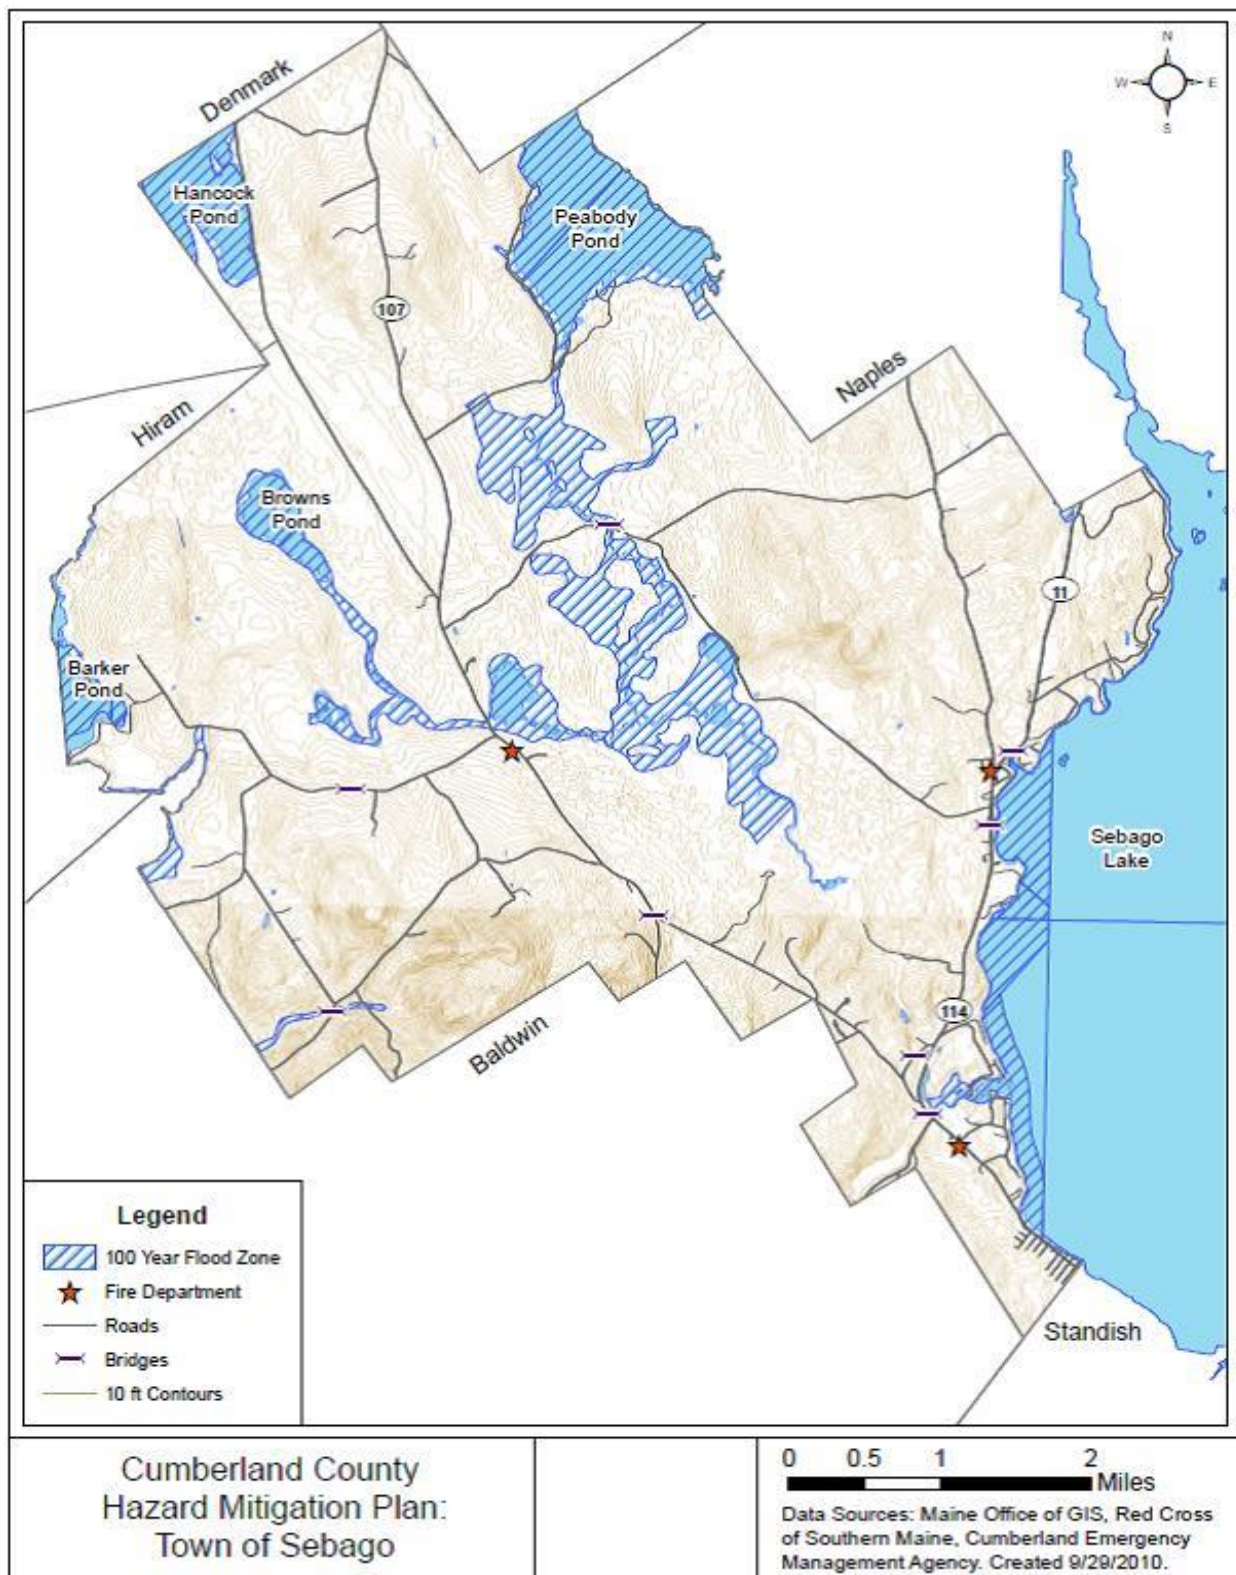 N
W
E
S
Denmark
Hancock
Pond
Peabody
Pond
107
Naples
Hiram
Browns
Pond
11
Barker
Pond
Sebago
Lake
114
Baldwin
Standish
Legend
100 Year Flood Zone
Fire Department
Roads
Bridges
10 ft Contours
Cumberland County
Hazard Mitigation Plan:
Town of Sebago
0 0.5 1 2
Miles
Data Sources: Maine Office of GIS, Red Cross
of Southern Maine, Cumberland Emergency
Management Agency. Created 9/29/2010.